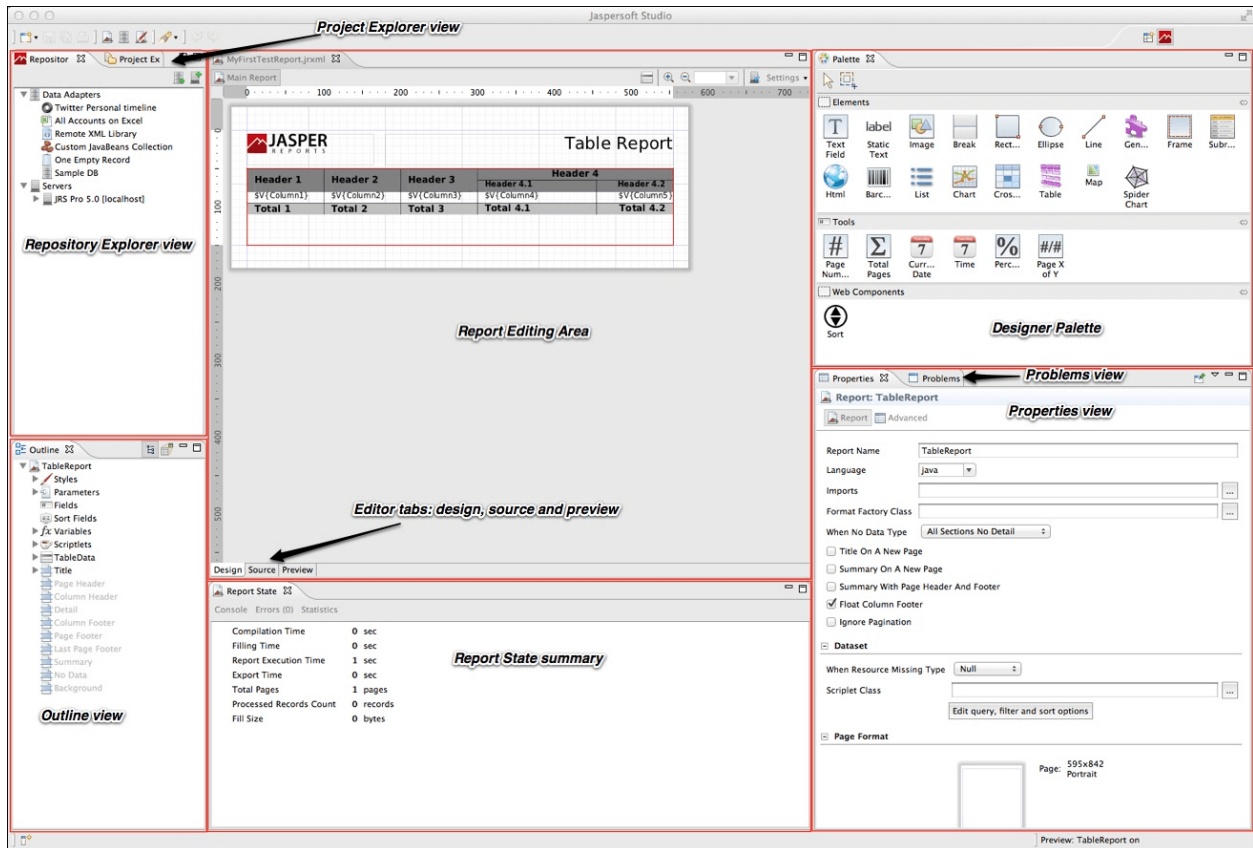 Jaspersoft Studio
Project Explorer view
Repositor
Project Ex
Data Adapters
Twitter Personal timeline
All Accounts on Excel
Remote XML Library
Custom JavaBeans Collection
One Empty Record
Sample DB
Servers
JRS Pro 5.0 [localhost]
Repository Explorer view
Outline
TableReport
Styles
Parameters
Fields
Sort Fields
fx Variables
Scriptlets
TableData
Title
Page Header
Column Header
Detail
Column Footer
Page Footer
Last Page Footer
Summary
No Data
Background
Outline view
MyFirstTestReport.jrxml
Main Report
Settings
0 100 200 300 400 500 600 700
0
100
200
300
400
500
JASPER
REPORTS
Table Report
Header 1 Header 2 Header 3 Header 4
Header 4.1 Header 4.2
$V{Column1} $V{Column2} $V{Column3} $V{Column4} $V{Column5}
Total 1 Total 2 Total 3 Total 4.1 Total 4.2
Report Editing Area
Editor tabs: design, source and preview
Design Source Preview
Report State
Console Errors (0) Statistics
Compilation Time 0 sec
Filling Time 0 sec
Report Execution Time 1 sec
Export Time 0 sec
Total Pages 1 pages
Processed Records Count 0 records
Fill Size 0 bytes
Report State summary
Palette
Elements
T label
Text Field
Static Text
Image
Break
Rect...
Ellipse
Line
Gen...
Frame
Subr...
Html
Barc...
List
Chart
Cros...
Table
Map
Spider Chart
Tools
# Σ 7 7 % #/#
Page Num...
Total Pages
Curr... Date
Time
Perc...
Page X of Y
Web Components
Sort
Designer Palette
Properties
Problems
Problems view
Report: TableReport
Properties view
Report Advanced
Report Name TableReport
Language java
Imports ...
Format Factory Class ...
When No Data Type All Sections No Detail
Title On A New Page
Summary On A New Page
Summary With Page Header And Footer
Float Column Footer
Ignore Pagination
Dataset
When Resource Missing Type Null
Scriplet Class ...
Edit query, filter and sort options
Page Format
Page: 595x842
Portrait
Preview: TableReport on